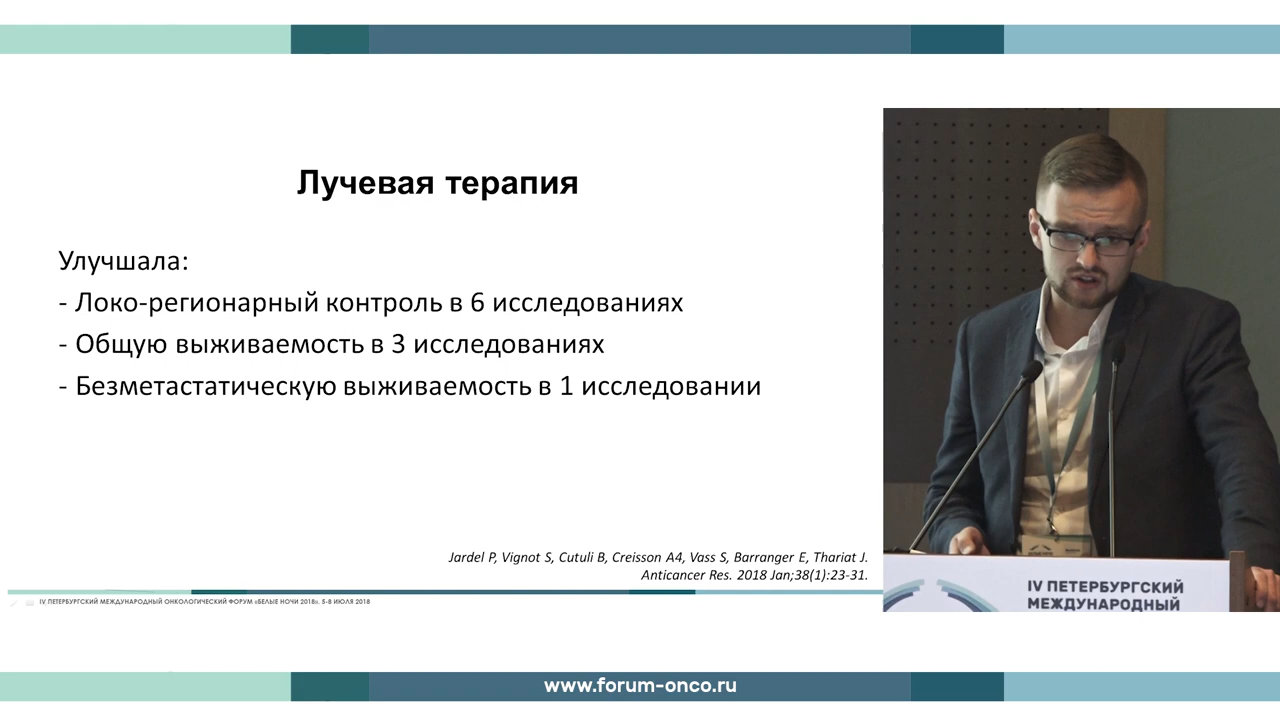 Лучевая терапия
Улучшала:
- Локо-регионарный контроль в 6 исследованиях
- Общую выживаемость в 3 исследованиях
- Безметастатическую выживаемость в 1 исследовании
Jardel P, Vignot S, Cutuli B, Creisson A4, Vass S, Barranger E, Thariat J.
Anticancer Res. 2018 Jan;38(1):23-31.
IV ПЕТЕРБУРГСКИЙ МЕЖДУНАРОДНЫЙ ОНКОЛОГИЧЕСКИЙ ФОРУМ «БЕЛЫЕ НОЧИ 2018». 5-8 ИЮЛЯ 2018
IV ПЕТЕРБУРГСКИЙ
МЕЖДУНАРОДНЫЙ
www.forum-onco.ru